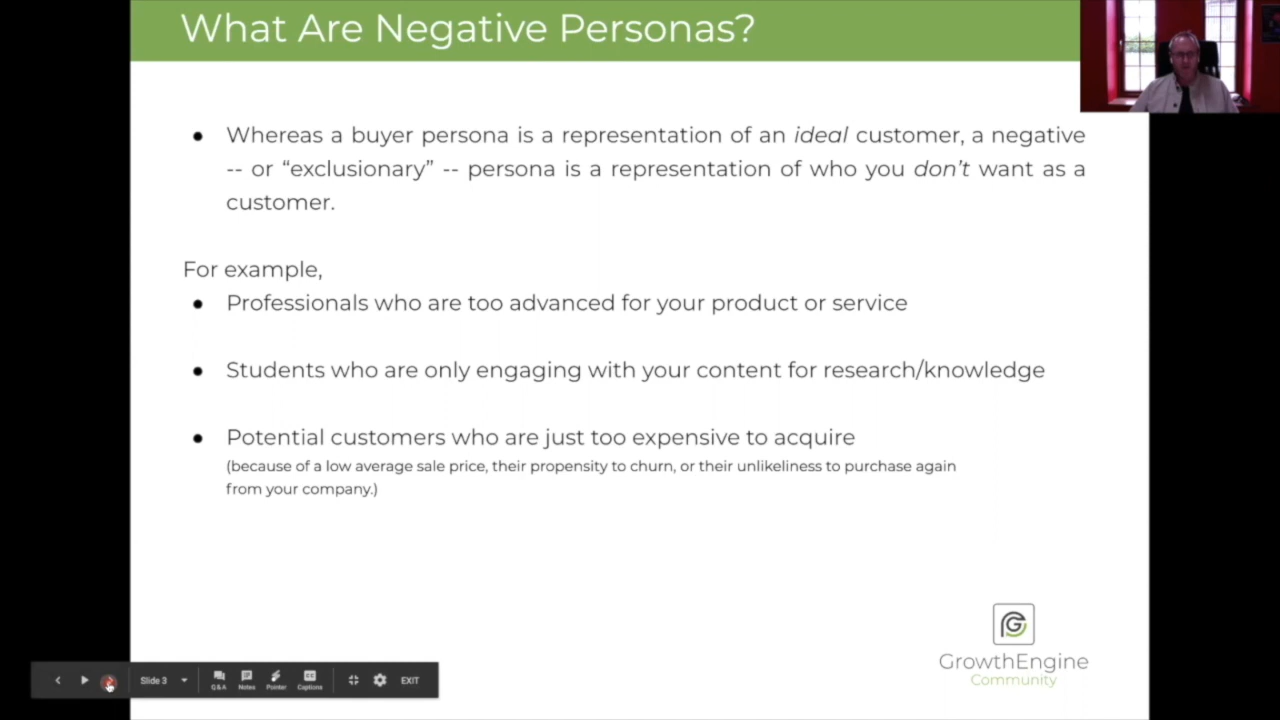 What Are Negative Personas?
● Whereas a buyer persona is a representation of an ideal customer, a negative
-- or “exclusionary” -- persona is a representation of who you don’t want as a
customer.
For example,
● Professionals who are too advanced for your product or service
● Students who are only engaging with your content for research/knowledge
● Potential customers who are just too expensive to acquire
(because of a low average sale price, their propensity to churn, or their unlikeliness to purchase again
from your company.)
GrowthEngine
Community
Slide 3
Q&A Notes Pointer Captions EXIT